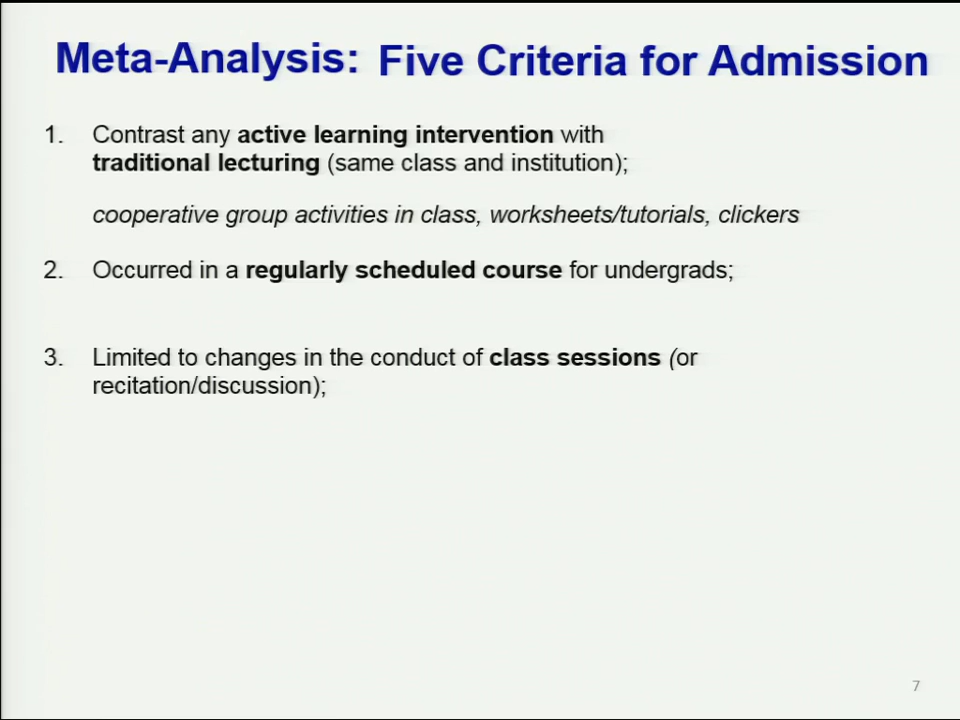 Meta-Analysis: Five Criteria for Admission
1. Contrast any active learning intervention with
traditional lecturing (same class and institution);
cooperative group activities in class, worksheets/tutorials, clickers
2. Occurred in a regularly scheduled course for undergrads;
3. Limited to changes in the conduct of class sessions (or
recitation/discussion);
7